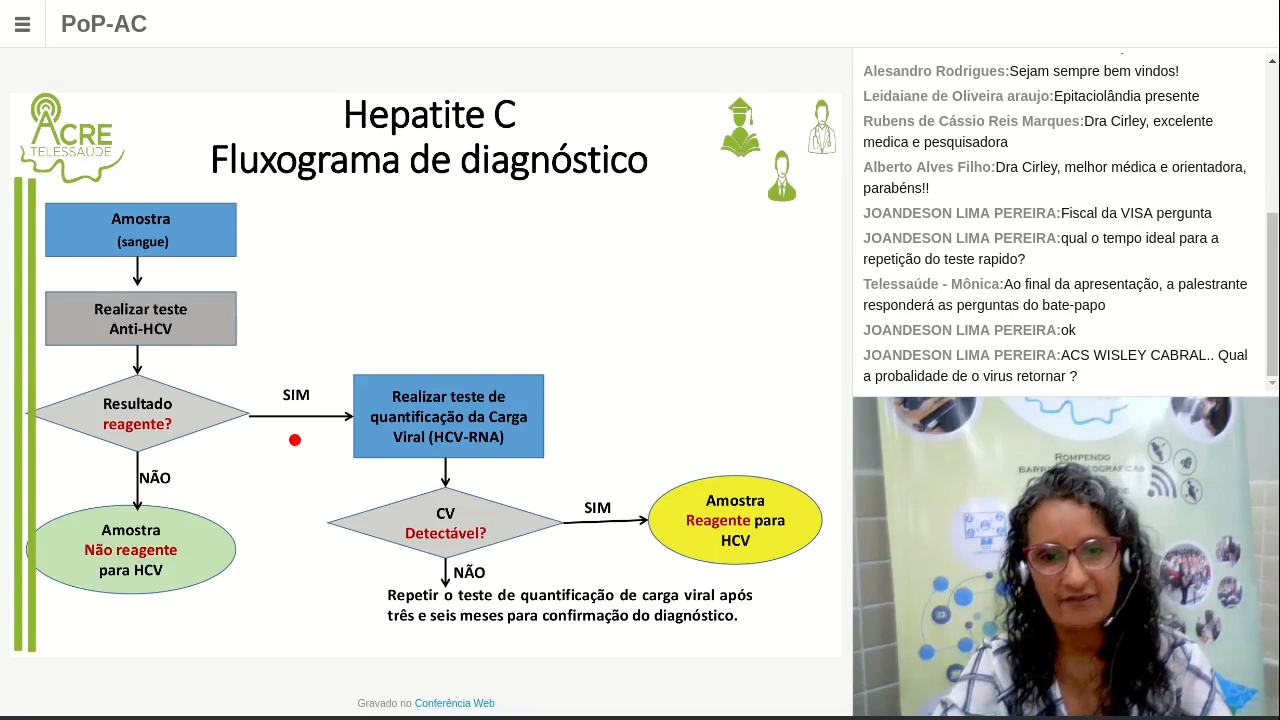 PoP-AC
ACRE
TELESSAÚDE
Hepatite C
Fluxograma de diagnóstico
Amostra
(sangue)
Realizar teste
Anti-HCV
Resultado
reagente?
SIM
NÃO
Amostra
Não reagente
para HCV
Realizar teste de
quantificação da Carga
Viral (HCV-RNA)
CV
Detectável?
SIM
NÃO
Amostra
Reagente para
HCV
Repetir o teste de quantificação de carga viral após
três e seis meses para confirmação do diagnóstico.
Gravado no Conferência Web
Alesandro Rodrigues:Sejam sempre bem vindos!
Leidaiane de Oliveira araujo:Epitaciolândia presente
Rubens de Cássio Reis Marques:Dra Cirley, excelente
medica e pesquisadora
Alberto Alves Filho:Dra Cirley, melhor médica e orientadora,
parabéns!!
JOANDESON LIMA PEREIRA:Fiscal da VISA pergunta
JOANDESON LIMA PEREIRA:qual o tempo ideal para a
repetição do teste rapido?
Telessaúde - Mônica:Ao final da apresentação, a palestrante
responderá as perguntas do bate-papo
JOANDESON LIMA PEREIRA:ok
JOANDESON LIMA PEREIRA:ACS WISLEY CABRAL.. Qual
a probalidade de o virus retornar ?
ROMPENDO